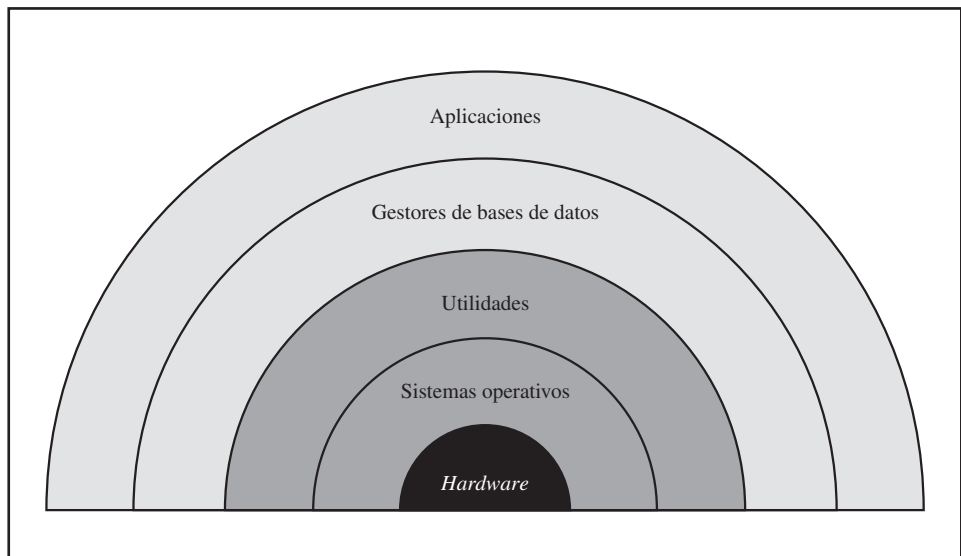 Aplicaciones
Gestores de bases de datos
Utilidades
Sistemas operativos
Hardware